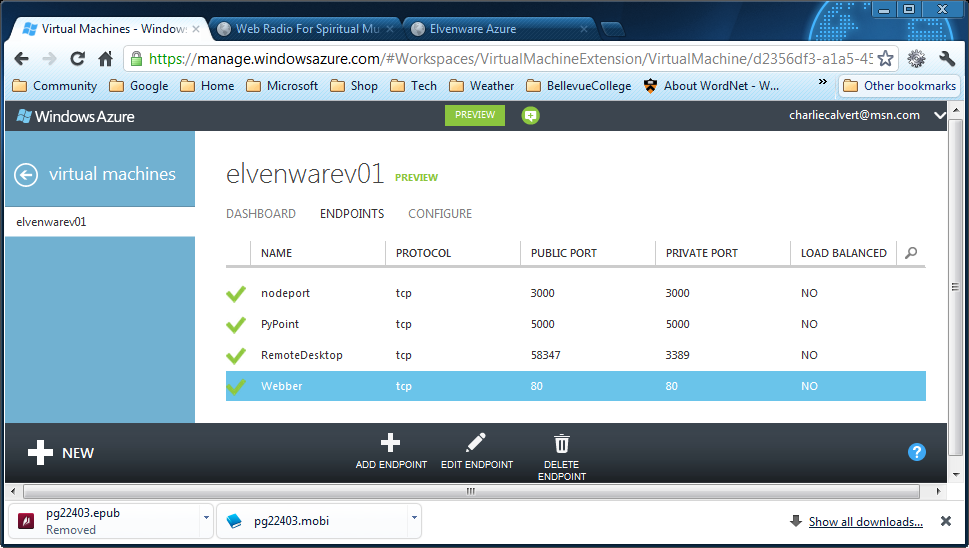 Virtual Machines - Windows
Web Radio For Spiritual Mu
Elvenware Azure
https://manage.windowsazure.com/#Workspaces/VirtualMachineExtension/VirtualMachine/d2356df3-a1a5-45
Community Google Home Microsoft Shop Tech Weather BellevueCollege About WordNet - W... » Other bookmarks
Windows Azure PREVIEW charliecalvert@msn.com
virtual machines
elvenwarev01
elvenwarev01 PREVIEW
DASHBOARD ENDPOINTS CONFIGURE
NAME PROTOCOL PUBLIC PORT PRIVATE PORT LOAD BALANCED
nodeport tcp 3000 3000 NO
PyPoint tcp 5000 5000 NO
RemoteDesktop tcp 58347 3389 NO
Webber tcp 80 80 NO
NEW
ADD ENDPOINT
EDIT ENDPOINT
DELETE
ENDPOINT
?
pg22403.epub
Removed
pg22403.mobi
Show all downloads...